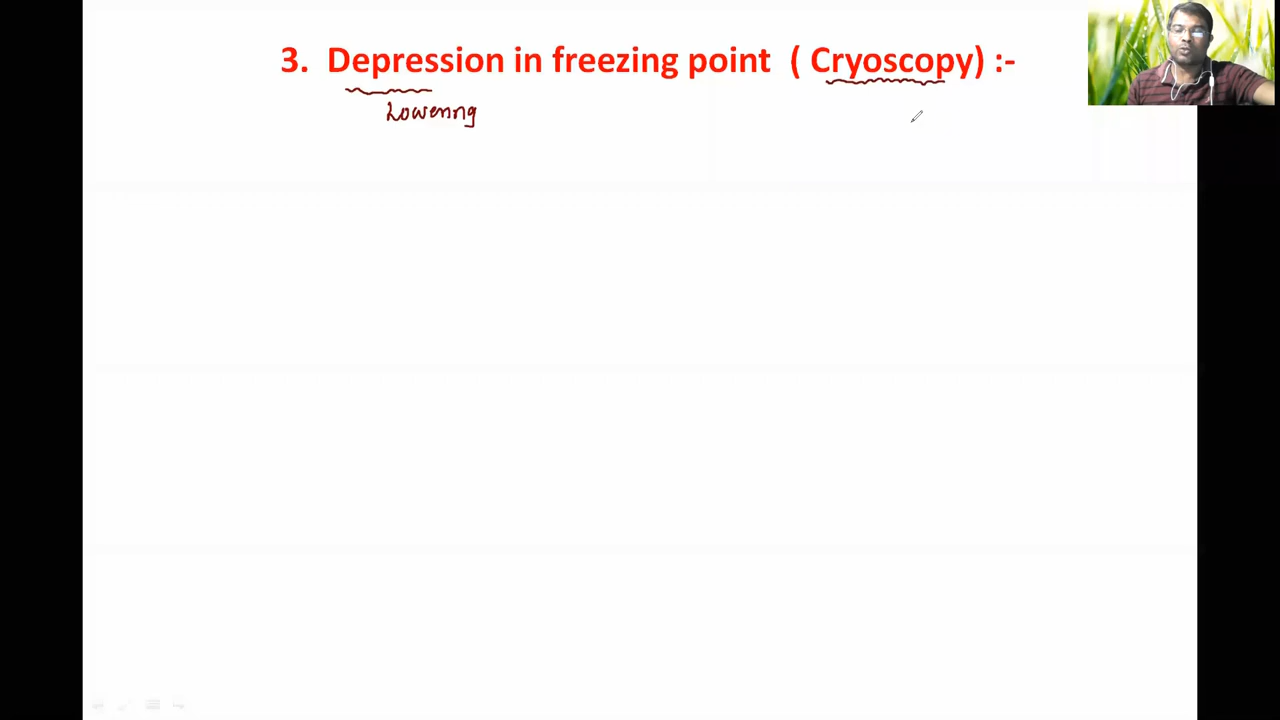 3. Depression in freezing point ( Cryoscopy) :-
Lowering